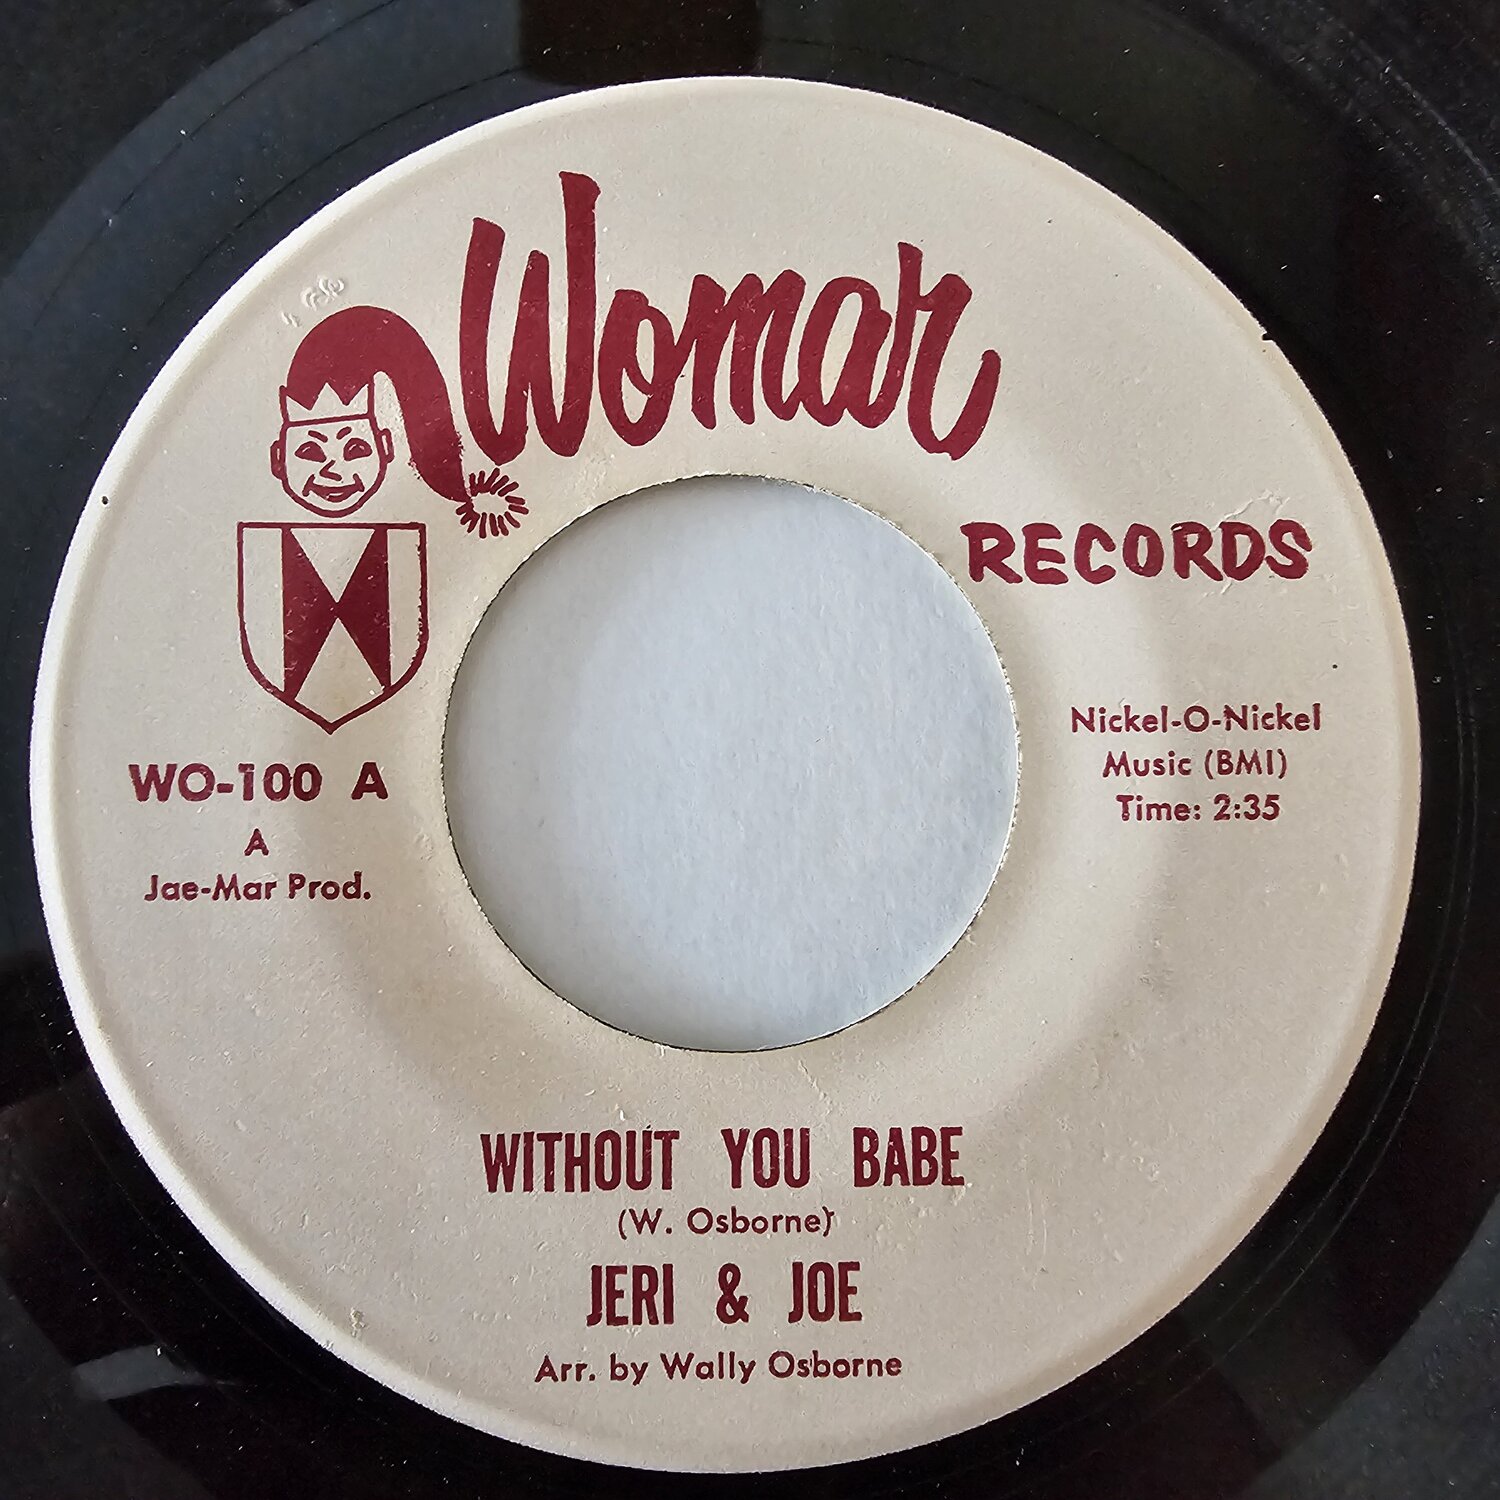 Womar
RECORDS
Nickel-O-Nickel
Music (BMI)
Time: 2:35
WO-100 A
A
Jae-Mar Prod.
WITHOUT YOU BABE
(W. Osborne)
JERI & JOE
Arr. by Wally Osborne